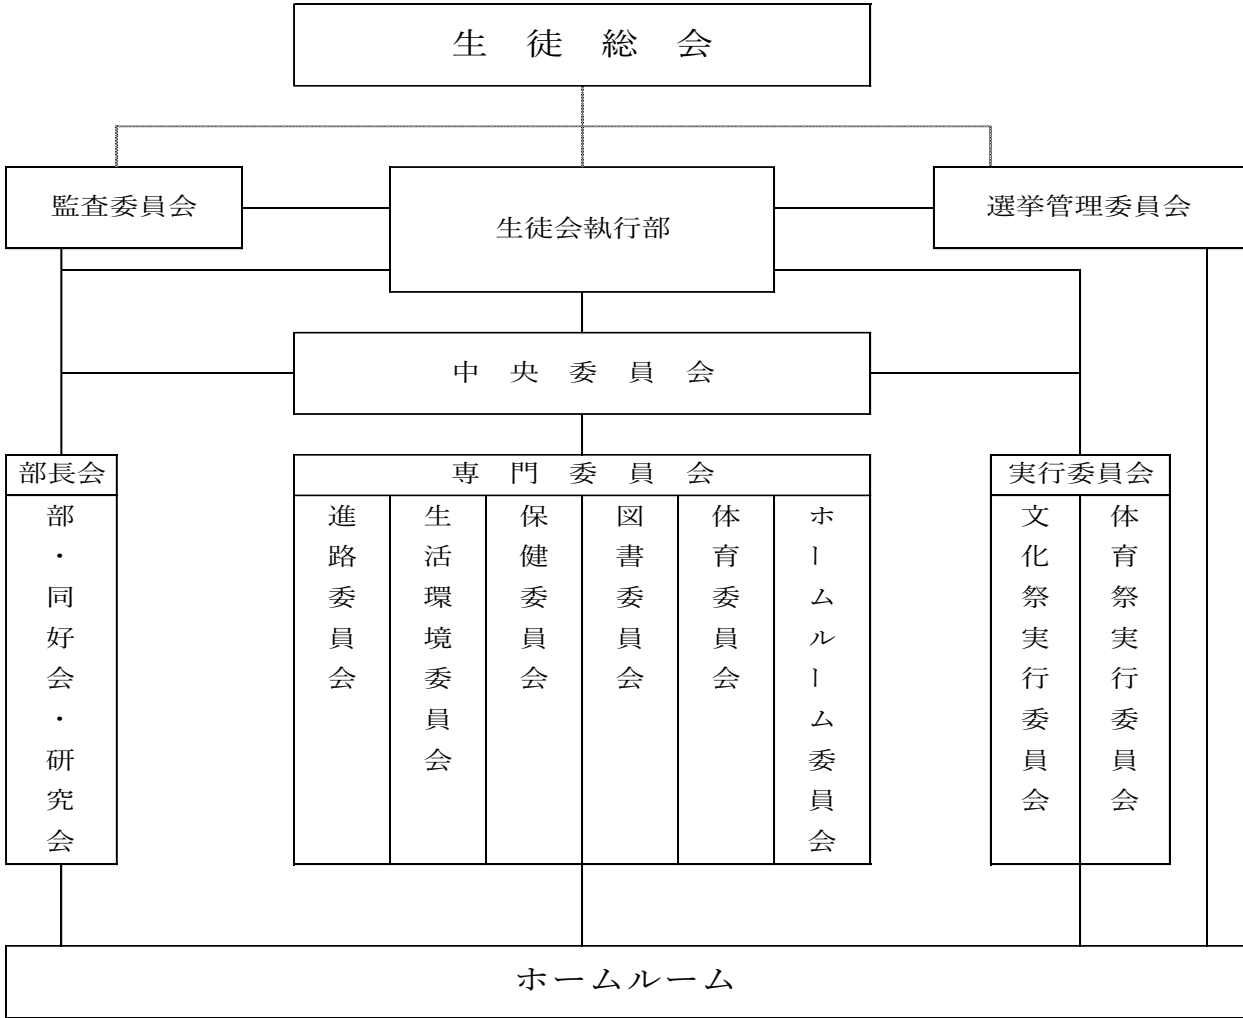 生徒総会
監査委員会
生徒会執行部
選挙管理委員会
中央委員会
部長会
部・同好会・研究会
専門委員会
進路委員会
生活環境委員会
保健委員会
図書委員会
体育委員会
ホームルーム委員会
実行委員会
文化祭実行委員会
体育祭実行委員会
ホームルーム